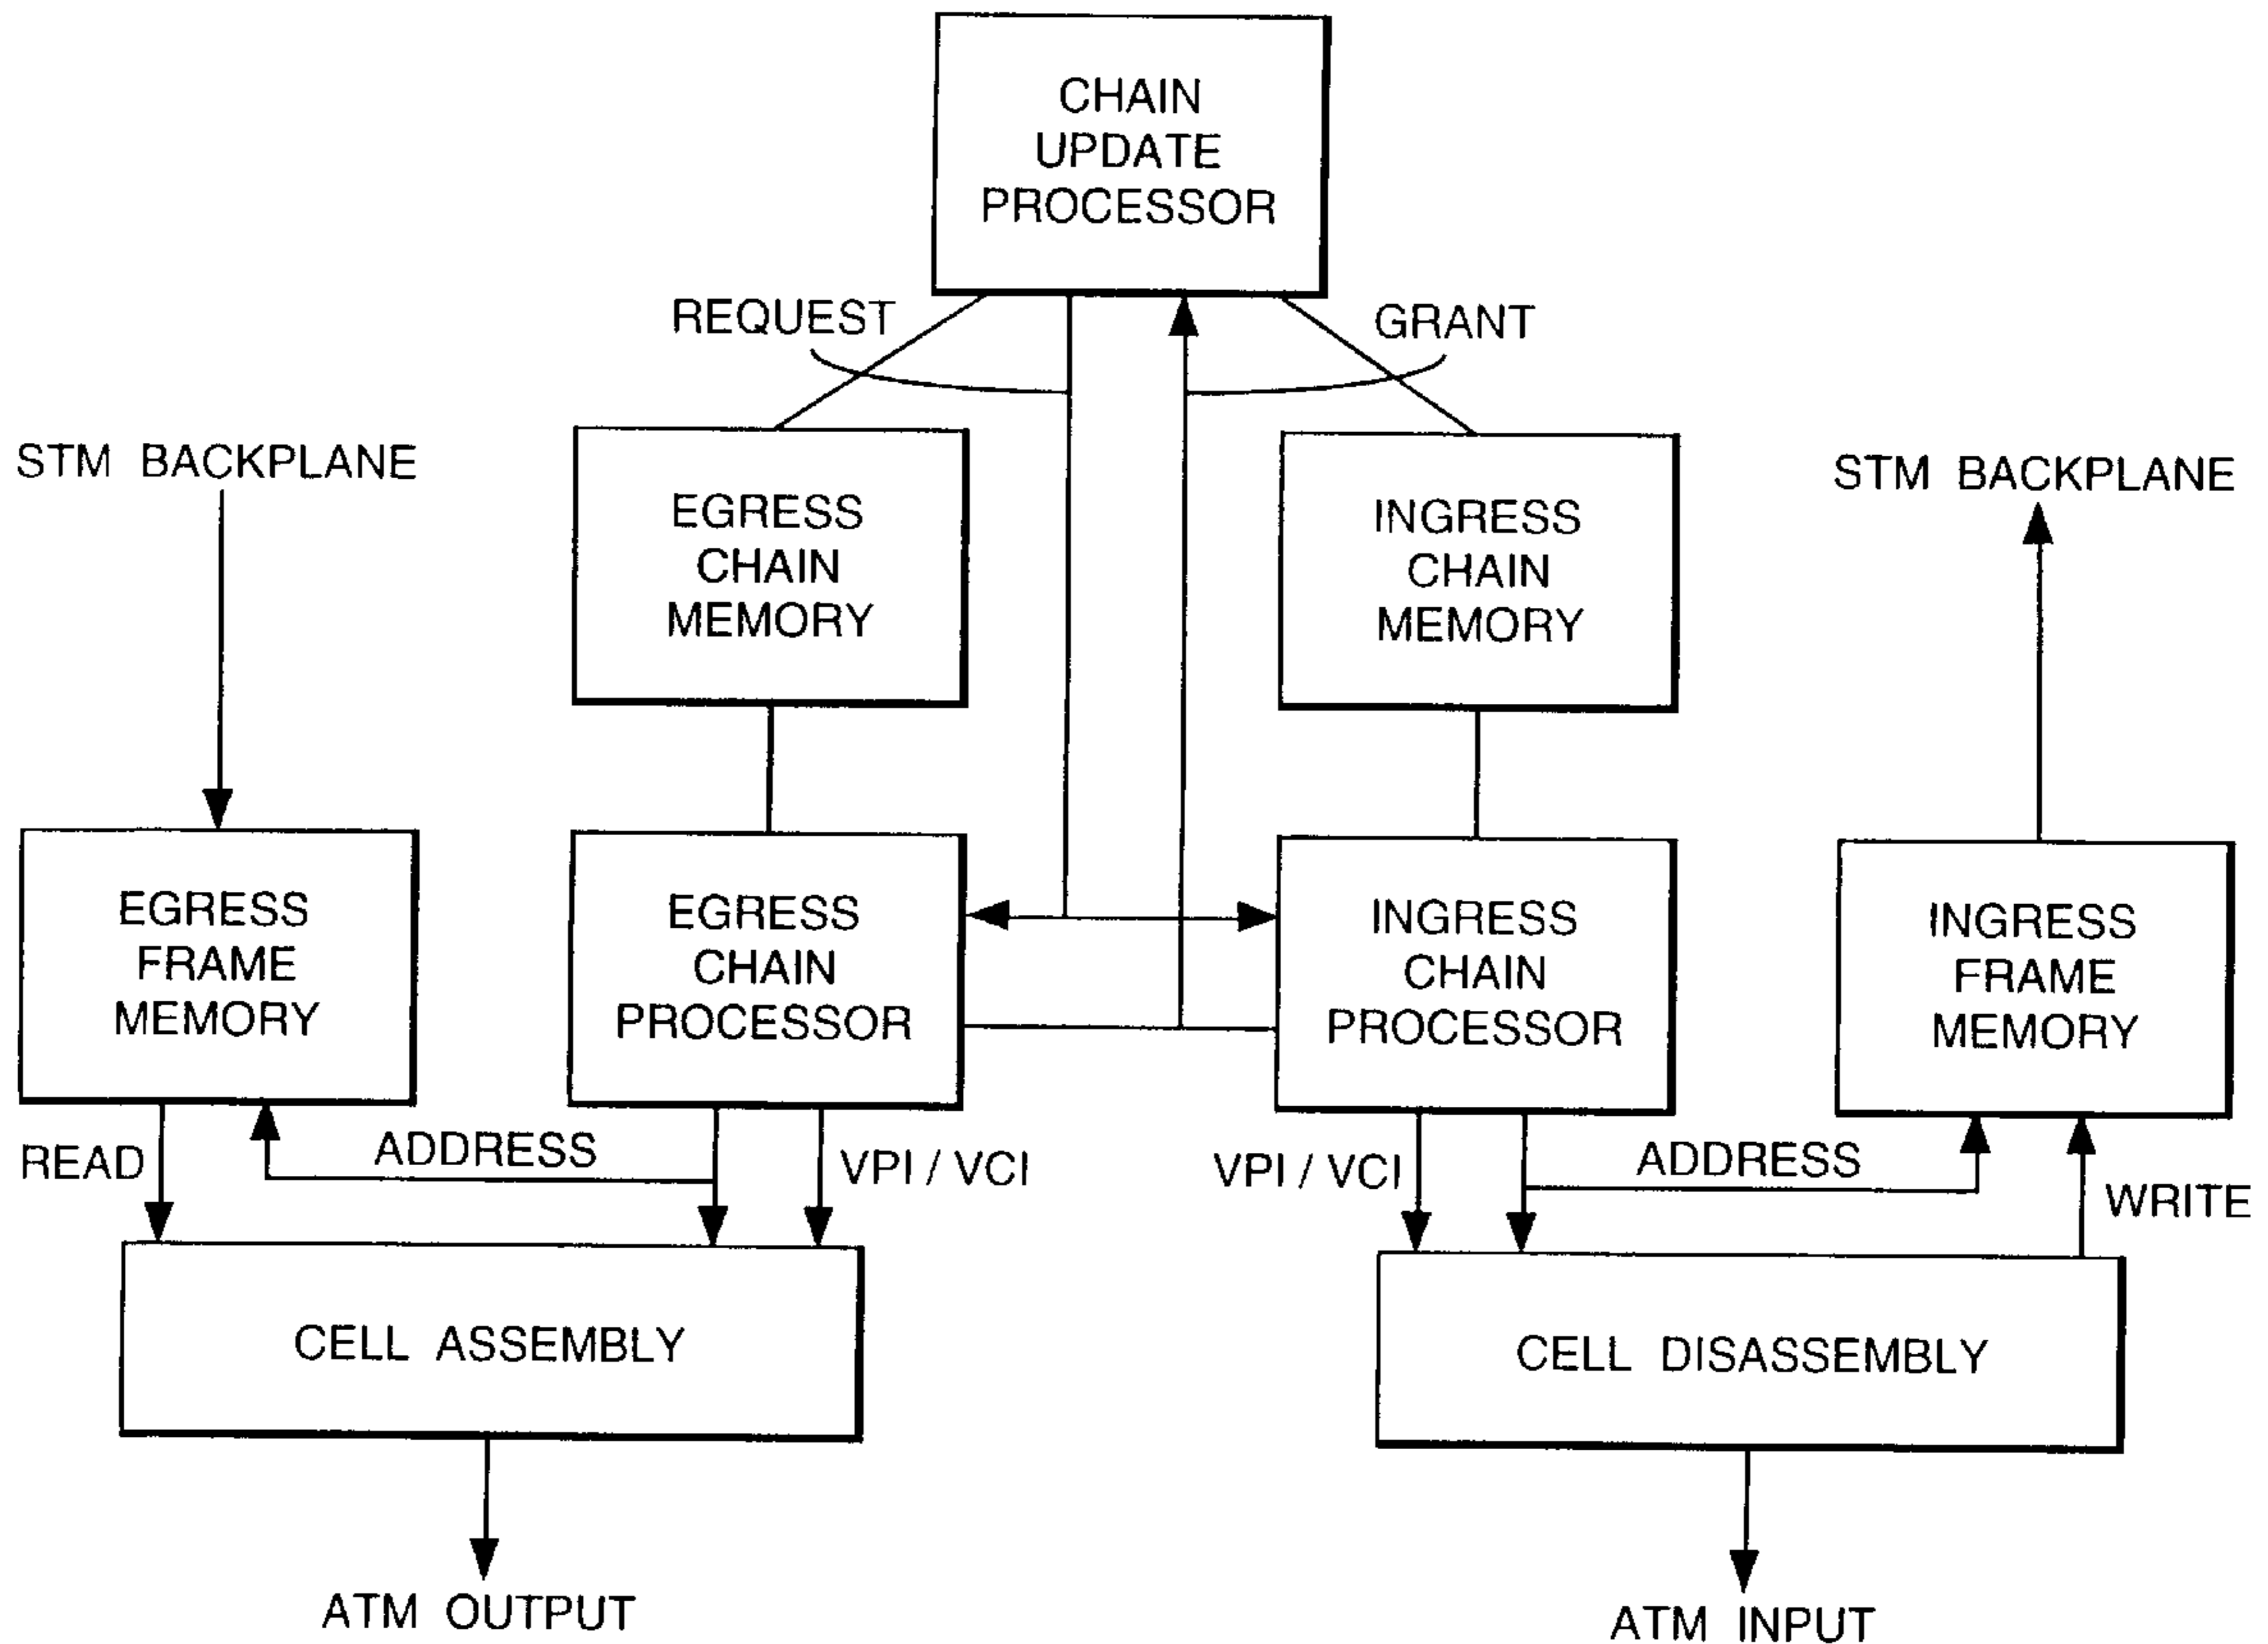 CHAIN
UPDATE
PROCESSOR
REQUEST
GRANT
STM BACKPLANE
EGRESS
CHAIN
MEMORY
INGRESS
CHAIN
MEMORY
STM BACKPLANE
EGRESS
FRAME
MEMORY
EGRESS
CHAIN
PROCESSOR
INGRESS
CHAIN
PROCESSOR
INGRESS
FRAME
MEMORY
READ
ADDRESS
VPI / VCI
VPI / VCI
ADDRESS
WRITE
CELL ASSEMBLY
CELL DISASSEMBLY
ATM OUTPUT
ATM INPUT